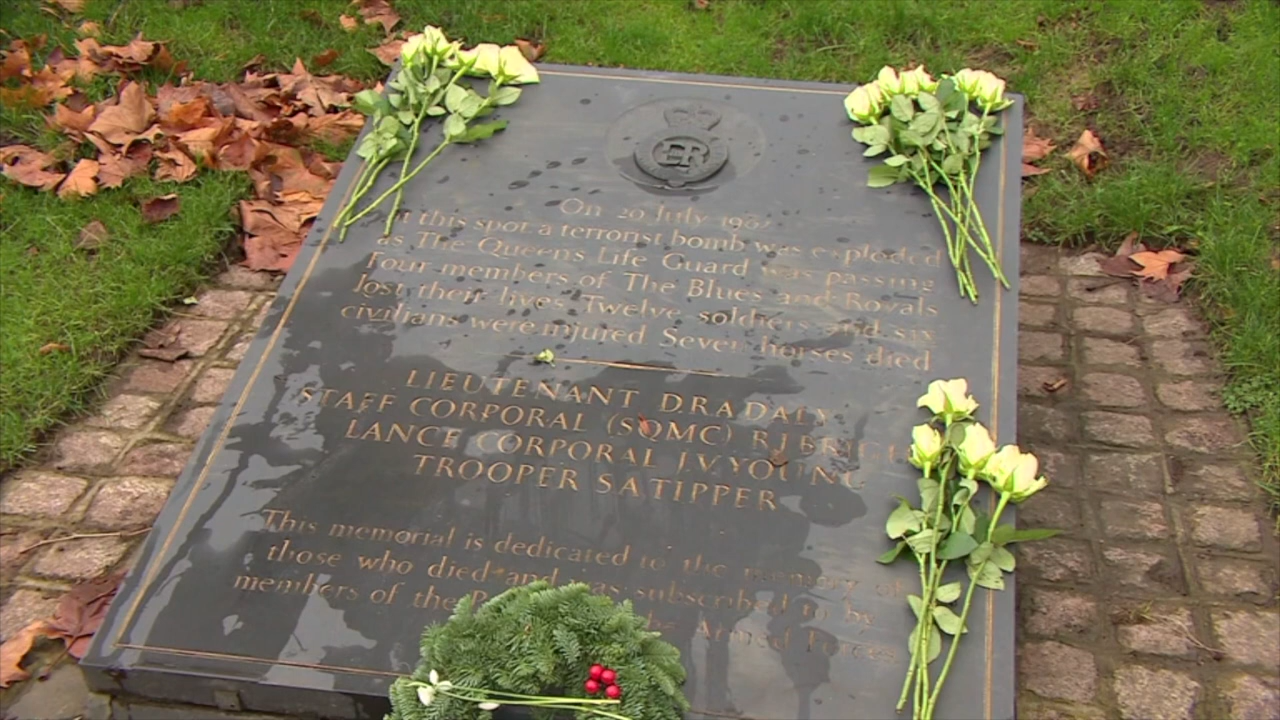 ER
On 20 July 1982
t this spot a terrorist bomb was exploded
as The Queen's Life Guard was passing
Four members of The Blues and Royals
lost their lives Twelve soldiers and six
civilians were injured Seven horses died
LIEUTENANT D.R.A DALY
STAFF CORPORAL (SQMC) R.J BRIGHT
LANCE CORPORAL J.V. YOUNG
TROOPER S A TIPPER
This memorial is dedicated to the memory of
those who died and was subscribed to by
members of the Armed Forces